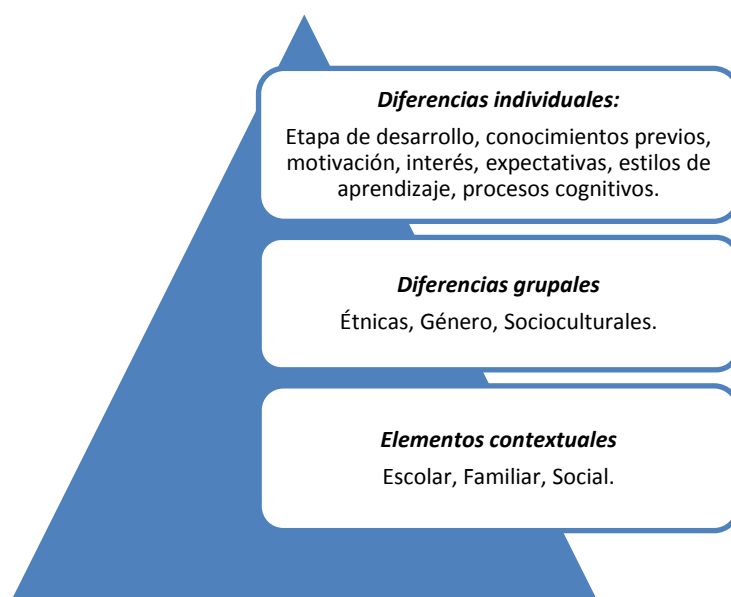 Diferencias individuales:
Etapa de desarrollo, conocimientos previos,
motivación, interés, expectativas, estilos de
aprendizaje, procesos cognitivos.
Diferencias grupales
Étnicas, Género, Socioculturales.
Elementos contextuales
Escolar, Familiar, Social.